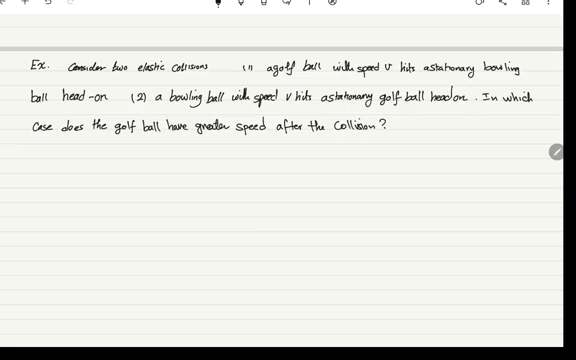 Ex. Consider two elastic collisions (1) a golf ball with speed v hits a stationary bowling
ball head-on (2) a bowling ball with speed v hits a stationary golf ball head on. In which
Case does the golf ball have greater speed after the Collision?